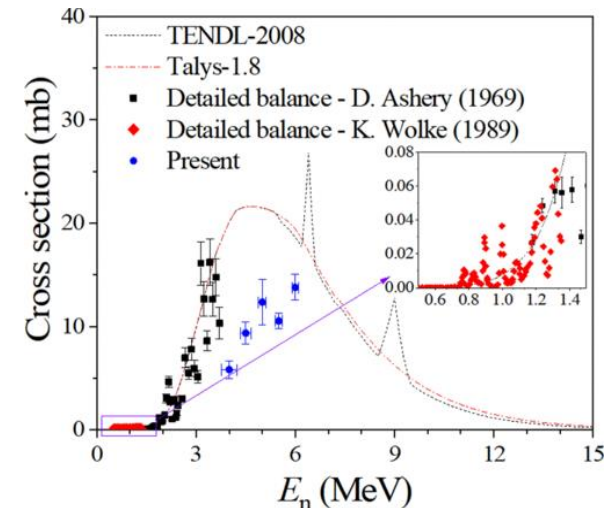 40
30
20
10
0
Cross section (mb)
TENDL-2008
Talys-1.8
Detailed balance - D. Ashery (1969)
Detailed balance - K. Wolke (1989)
Present
0.08
0.06
0.04
0.02
0.00
0.6 0.8 1.0 1.2 1.4
0 3 6 9 12 15
En (MeV)